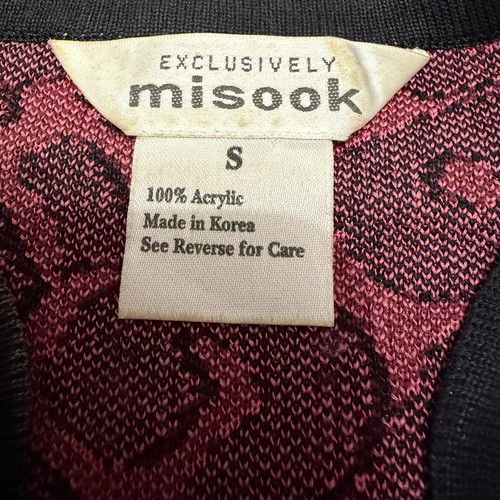 EXCLUSIVELY
misook
S
100% Acrylic
Made in Korea
See Reverse for Care